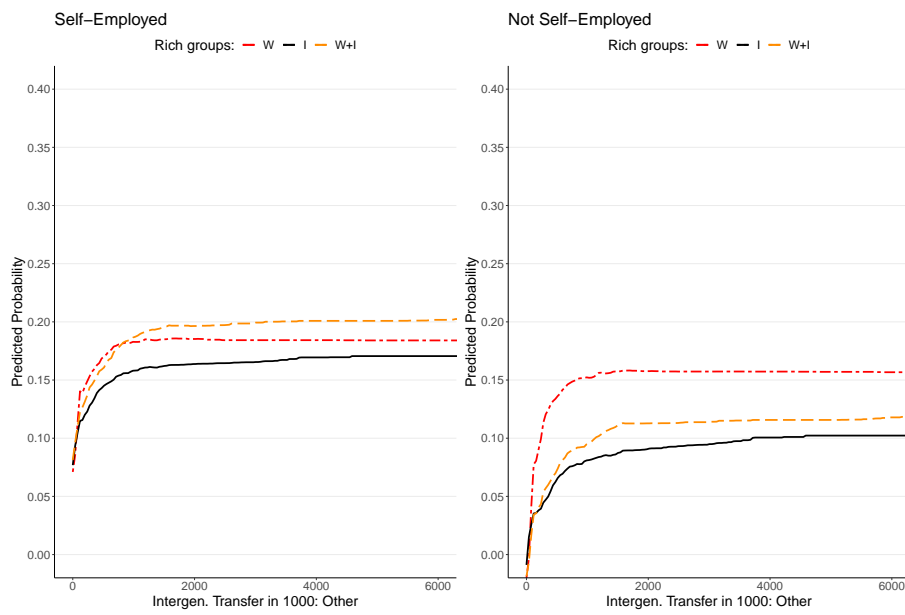 Self−Employed
Rich groups: W I W+I
Predicted Probability
0.40
0.35
0.30
0.25
0.20
0.15
0.10
0.05
0.00
0 2000 4000 6000
Intergen. Transfer in 1000: Other
Not Self−Employed
Rich groups: W I W+I
Predicted Probability
0.40
0.35
0.30
0.25
0.20
0.15
0.10
0.05
0.00
0 2000 4000 6000
Intergen. Transfer in 1000: Other